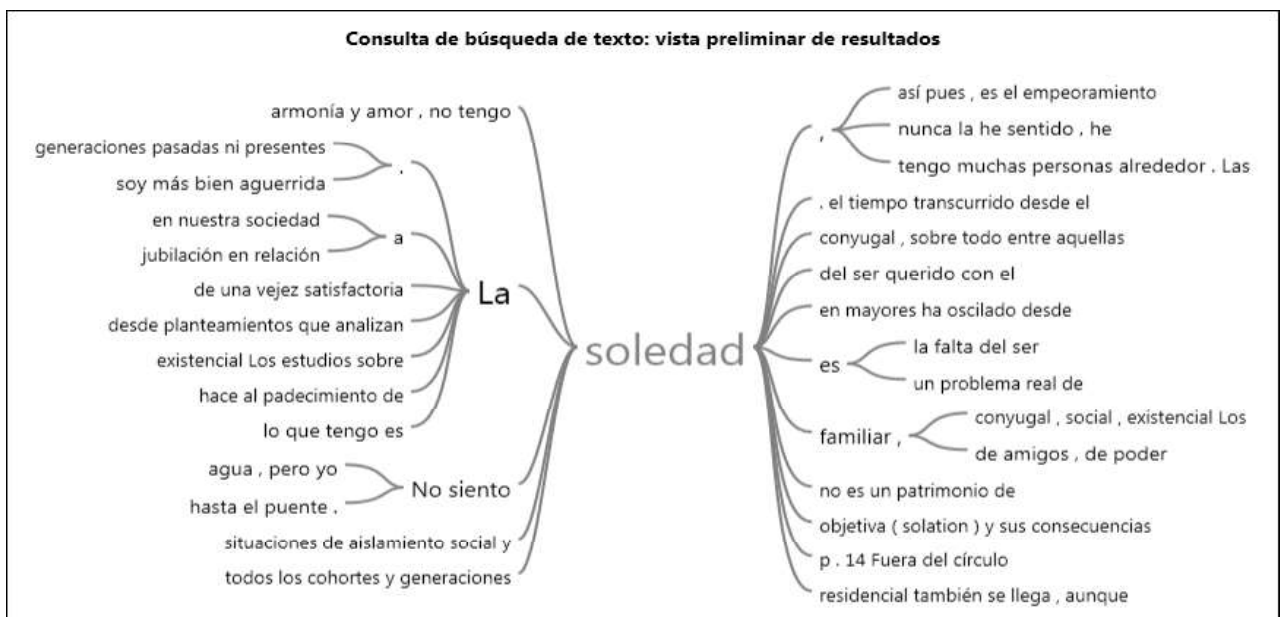 Consulta de búsqueda de texto: vista preliminar de resultados
armonía y amor , no tengo
generaciones pasadas ni presentes
soy más bien aguerrida
.
en nuestra sociedad
jubilación en relación
a
de una vejez satisfactoria
desde planteamientos que analizan
existencial Los estudios sobre
hace al padecimiento de
lo que tengo es
La
agua , pero yo
hasta el puente .
No siento
situaciones de aislamiento social y
todos los cohortes y generaciones
soledad
,
así pues , es el empeoramiento
nunca la he sentido , he
tengo muchas personas alrededor . Las
. el tiempo transcurrido desde el
conyugal , sobre todo entre aquellas
del ser querido con el
en mayores ha oscilado desde
es
la falta del ser
un problema real de
familiar ,
conyugal , social , existencial Los
de amigos , de poder
no es un patrimonio de
objetiva ( solation ) y sus consecuencias
p . 14 Fuera del círculo
residencial también se llega , aunque